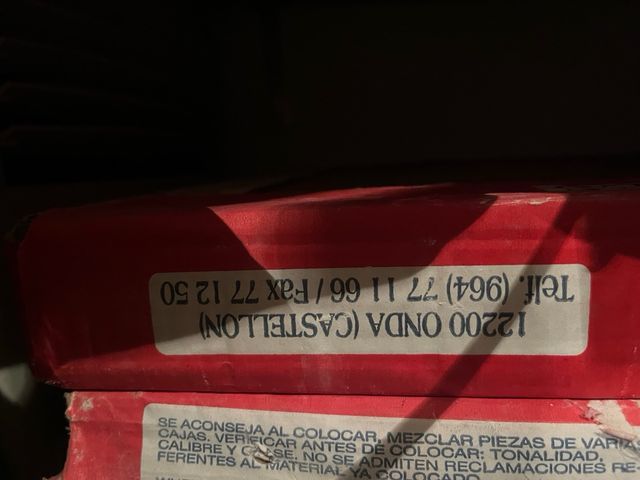 12200 ONDA (CASTELLON)
Telf. (964) 77 11 66 / Fax 77 12 50
SE ACONSEJA AL COLOCAR, MEZCLAR PIEZAS DE VARIAS
CAJAS. VERIFICAR ANTES DE COLOCAR: TONALIDAD,
CALIBRE Y CLASE. NO SE ADMITEN RECLAMACIONES RE-
FERENTES AL MATERIAL YA COLOCADO.